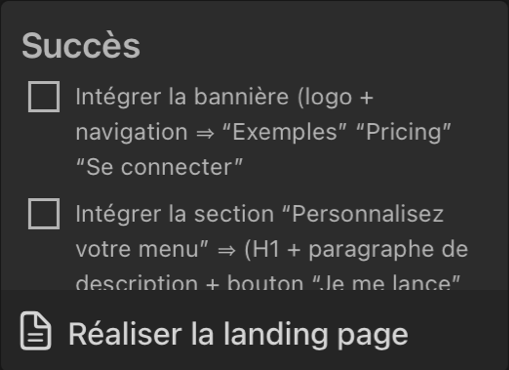 Succès
Intégrer la bannière (logo +
navigation ⇒ “Exemples” “Pricing”
“Se connecter”
Intégrer la section “Personnalisez
votre menu” ⇒ (H1 + paragraphe de
description + bouton “Je me lance”
Réaliser la landing page